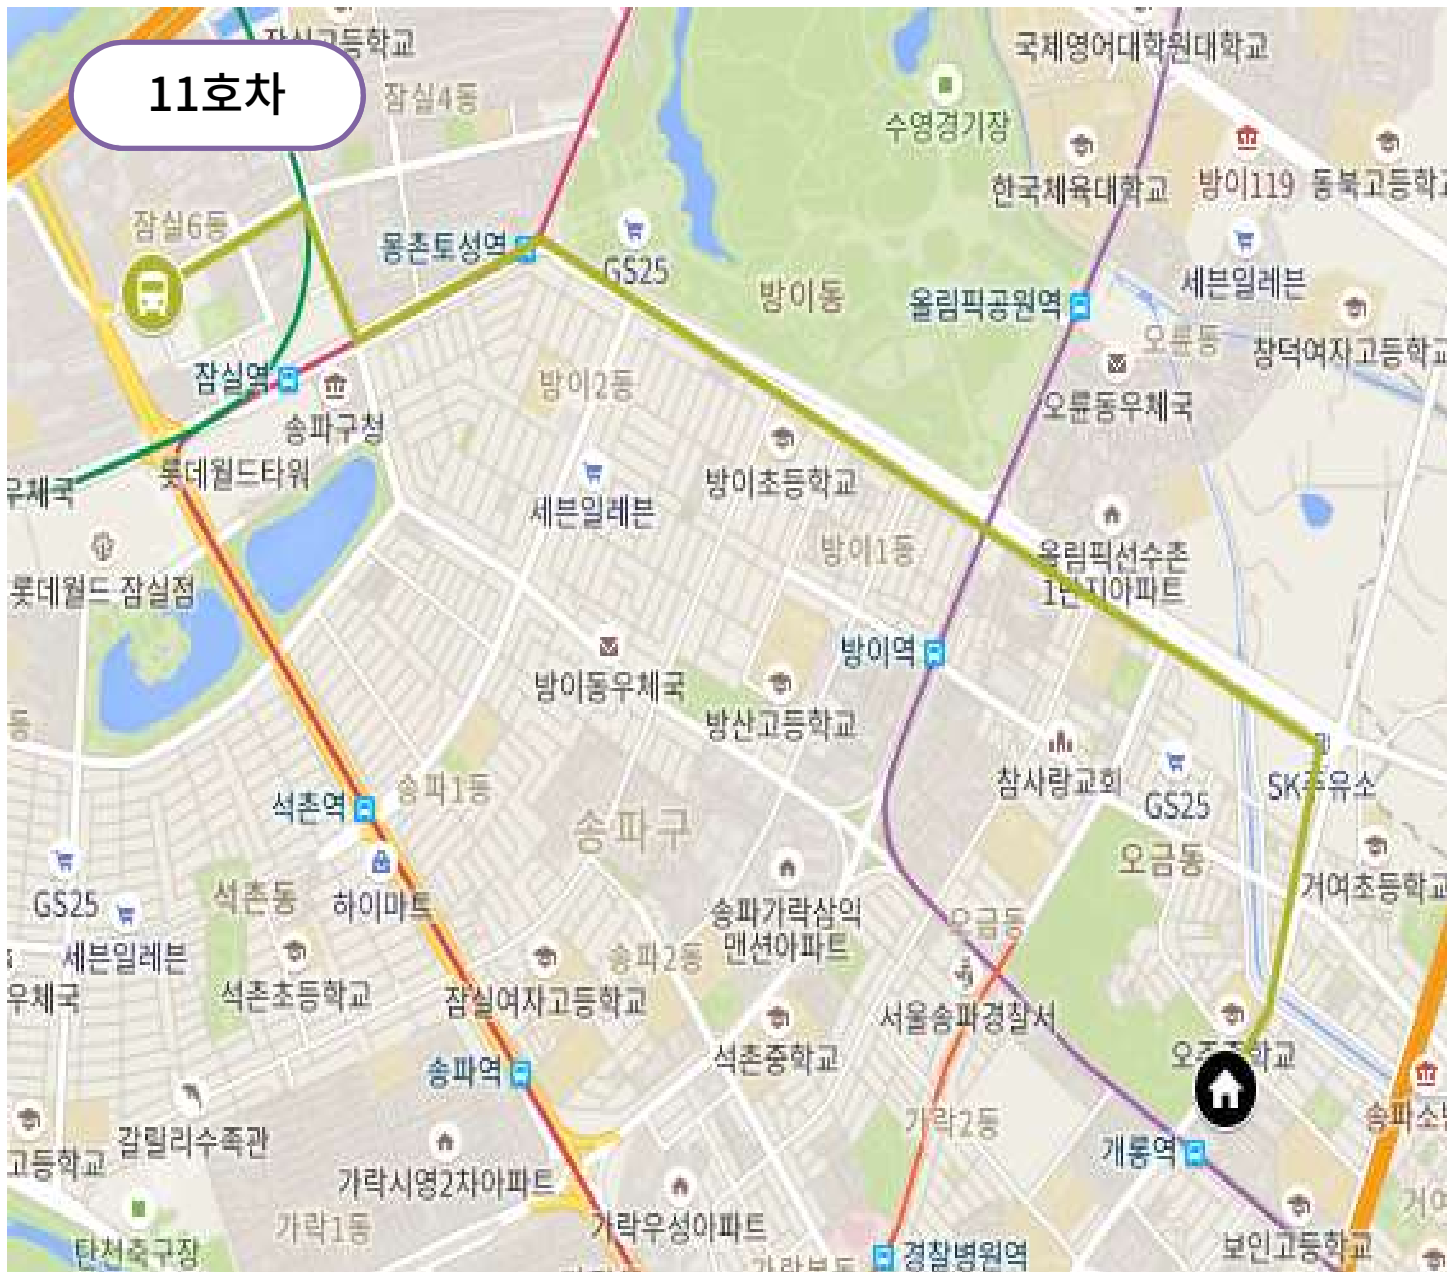 11호차
국제영어대학원대학교
잠실4동
수영경기장
한국체육대학교
방이119
잠실6동
몽촌토성역
GS25
방이동
올림픽공원역
세븐일레븐
오륜동
창덕여자고등학교
잠실역
송파구청
방이2동
오륜동우체국
롯데월드타워
우체국
방이초등학교
세븐일레븐
방이1동
올림픽선수촌
1단지아파트
롯데월드 잠실점
방이역
방이동우체국
방산고등학교
참사랑교회
GS25
SK주유소
석촌역
송파1동
송파구
오금동
거여초등학교
GS25
석촌동
하이마트
송파가락삼익
맨션아파트
오금동
세븐일레븐
송파2동
우체국
석촌초등학교
잠실여자고등학교
서울송파경찰서
석촌중학교
송파역
가락2동
갈릴리수족관
고등학교
개롱역
가락시영2차아파트
가락1동
가락우성아파트
탄천축구장
경찰병원역
보인고등학교